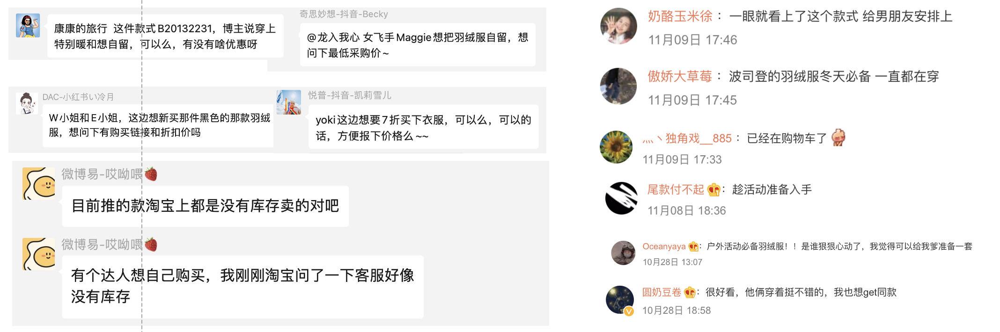 康康的旅行 这件款式B20132231，博主说穿上
特别暖和想自留，可以么，有没有啥优惠呀
奇思妙想-抖音-Becky
@龙入我心 女飞手Maggie想把羽绒服自留，想
问下最低采购价~
DAC-小红书い冷月
W小姐和E小姐，这边想新买那件黑色的那款羽绒
服，想问下有购买链接和折扣价吗
悦普-抖音-凯莉雪儿
yoki这边想要7折买下衣服，可以么，可以的
话，方便报下价格么~~
微博易-哎呦喂🍓
目前推的款淘宝上都是没有库存卖的对吧
微博易-哎呦喂🍓
有个达人想自己购买，我刚刚淘宝问了一下客服好像
没有库存
奶酪玉米徐：一眼就看上了这个款式 给男朋友安排上
11月09日 17:46
傲娇大草莓：波司登的羽绒服冬天必备 一直都在穿
11月09日 17:45
灬丶独角戏__885：已经在购物车了
11月09日 17:33
尾款付不起：趁活动准备入手
11月08日 18:36
Oceanyaya：户外活动必备羽绒服！！是谁狠狠心动了，我觉得可以给我爹准备一套
10月28日 13:07
圆奶豆卷：很好看，他俩穿着挺不错的，我也想get同款
10月28日 18:58